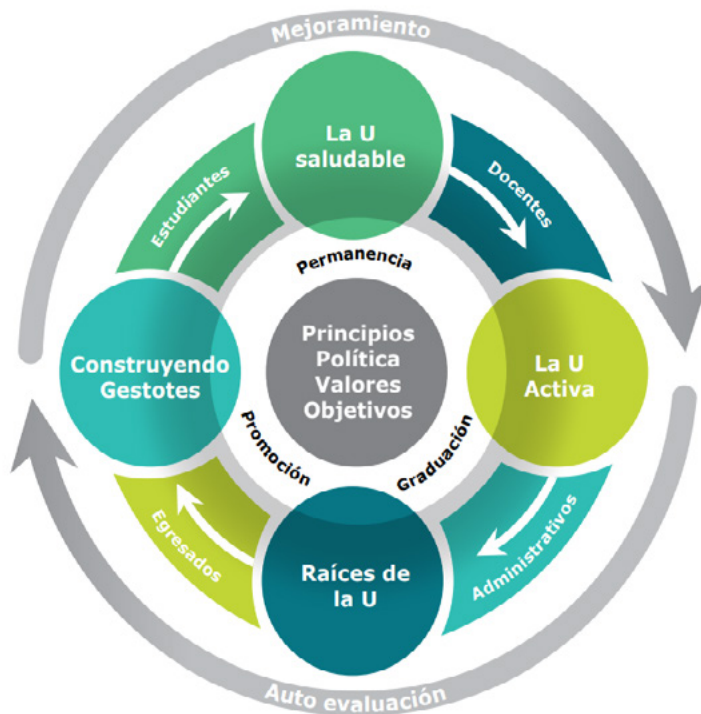 Mejoramiento
La U
saludable
Estudiantes
Docentes
Permanencia
Construyendo
Gestotes
Principios
Política
Valores
Objetivos
La U
Activa
Promoción
Graduación
Egresados
Raíces de
la U
Administrativos
Auto evaluación